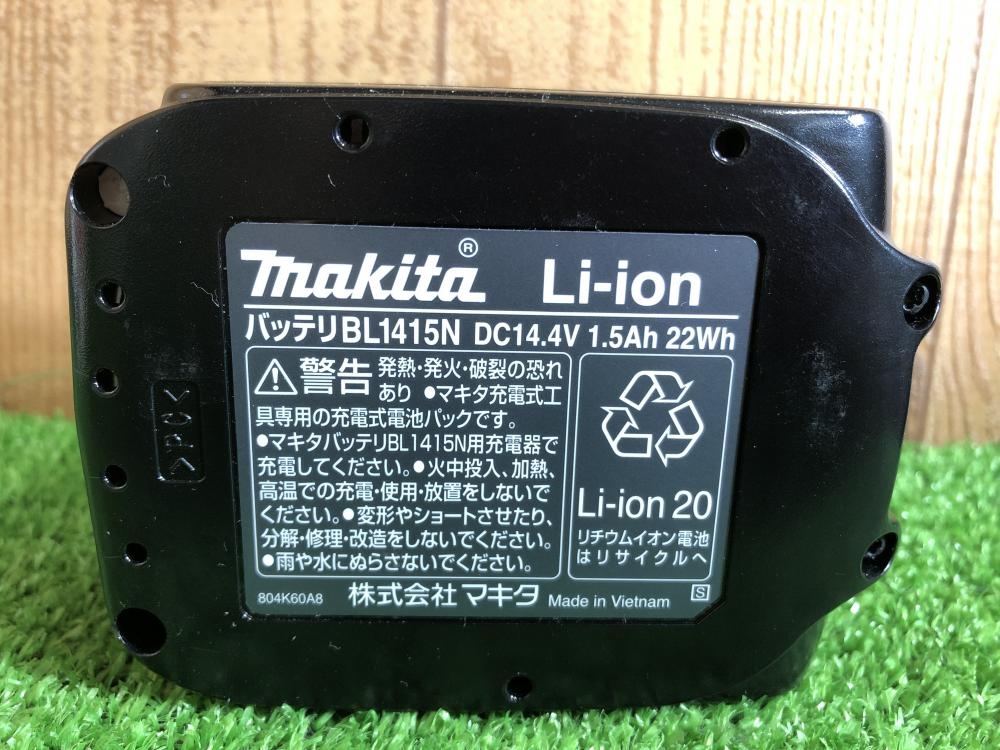 makita® Li-ion
バッテリBL1415N DC14.4V 1.5Ah 22Wh
警告 発熱・発火・破裂の恐れ
あり ●マキタ充電式工
具専用の充電式電池パックです。
●マキタバッテリBL1415N用充電器で
充電してください。●火中投入、加熱、
高温での充電・使用・放置をしないで
ください。●変形やショートさせたり、
分解・修理・改造をしないでください。
●雨や水にぬらさないでください。
Li-ion 20
リチウムイオン電池
はリサイクルへ
804K60A8 株式会社マキタ Made in Vietnam S
>PC<